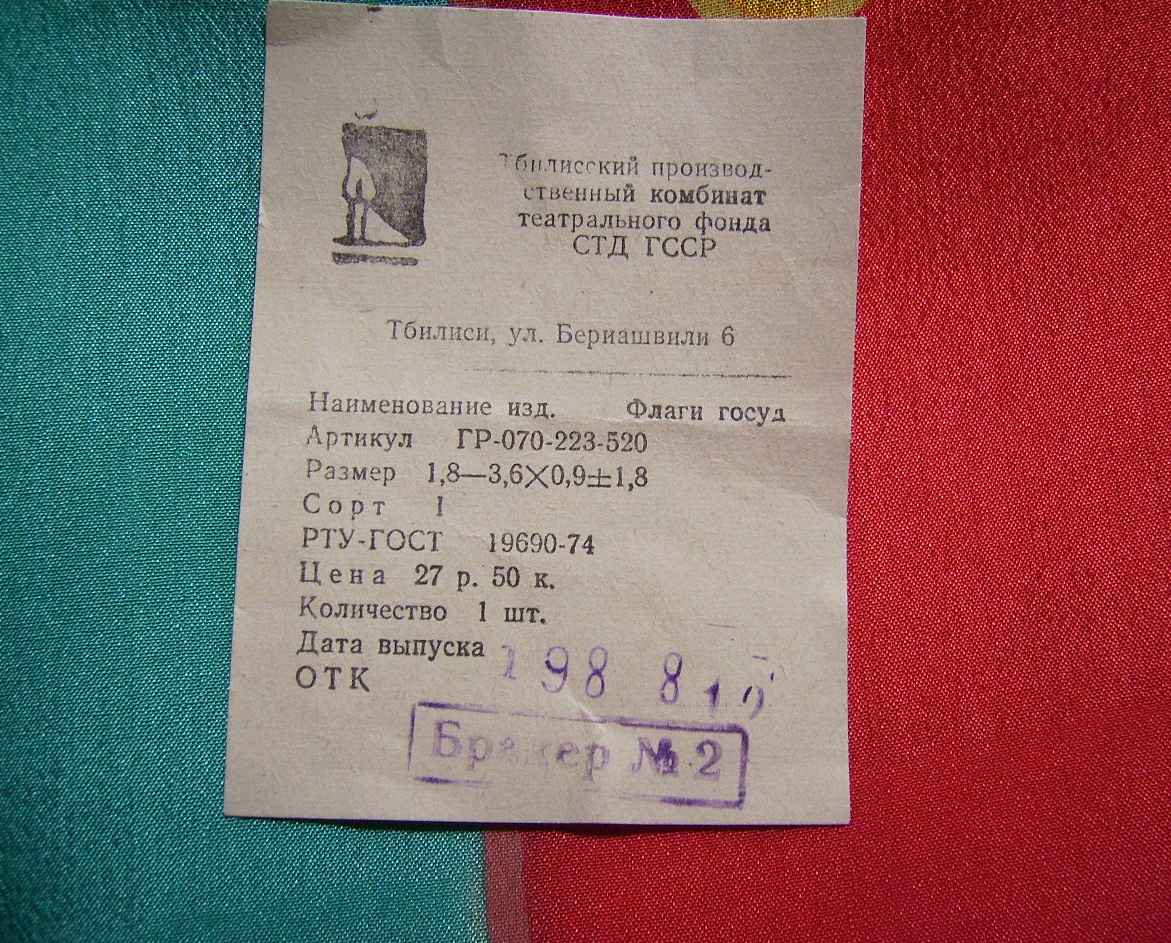 Тбилисский производ-
ственный комбинат
театрального фонда
СТД ГССР
Тбилиси, ул. Бериашвили 6
Наименование изд. Флаги госуд
Артикул ГР-070-223-520
Размер 1,8—3,6×0,9±1,8
Сорт I
РТУ-ГОСТ 19690-74
Цена 27 р. 50 к.
Количество 1 шт.
Дата выпуска 198 8
ОТК
Бракер № 2